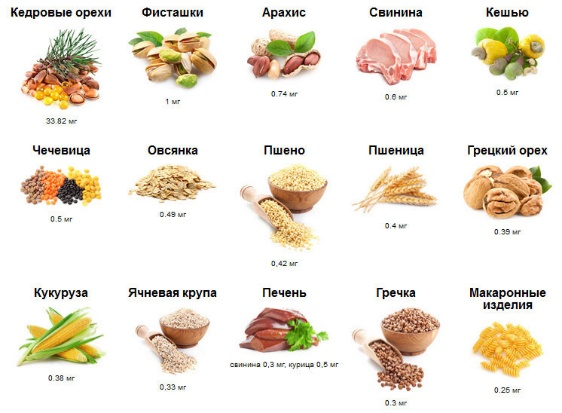 Кедровые орехи
33.82 мг
Фисташки
1 мг
Арахис
0.74 мг
Свинина
0.6 мг
Кешью
0.5 мг
Чечевица
0.5 мг
Овсянка
0.49 мг
Пшено
0,42 мг
Пшеница
0.4 мг
Грецкий орех
0.39 мг
Кукуруза
0.38 мг
Ячневая крупа
0,33 мг
Печень
свинина 0,3 мг, курица 0,5 мг
Гречка
0.3 мг
Макаронные
изделия
0.25 мг